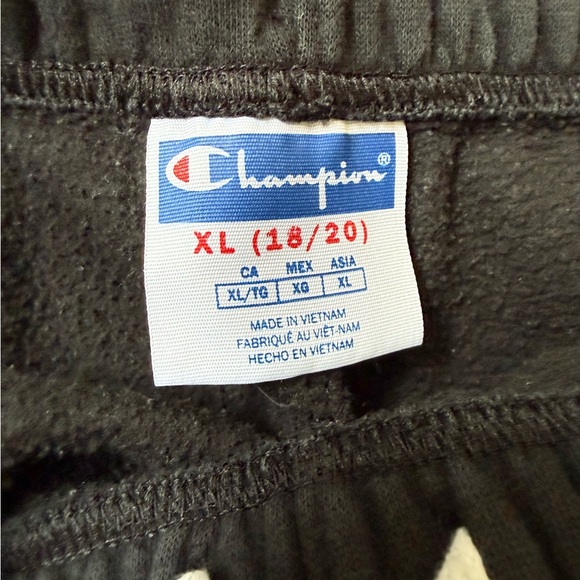 Champion®
XL (18/20)
CA MEX ASIA
XL/TG XG XL
MADE IN VIETNAM
FABRIQUÉ AU VIÊT-NAM
HECHO EN VIETNAM